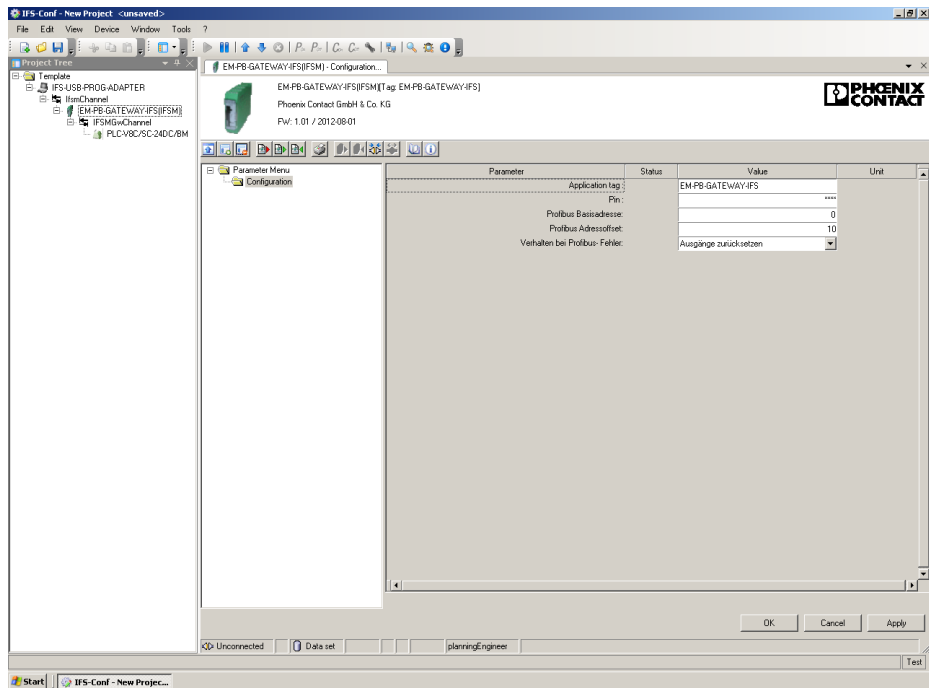 IFS-Conf - New Project <unsaved>
File Edit View Device Window Tools ?
Project Tree
Template
IFS-USB-PROG-ADAPTER
IfsmChannel
EM-PB-GATEWAY-IFS(IFSM)
IFSMGwChannel
PLC-V8C/SC-24DC/BM
EM-PB-GATEWAY-IFS(IFSM) - Configuration...
EM-PB-GATEWAY-IFS(IFSM)[Tag: EM-PB-GATEWAY-IFS]
Phoenix Contact GmbH & Co. KG
FW: 1.01 / 2012-08-01
PHOENIX
CONTACT
Parameter Menu
Configuration
Parameter Status Value Unit
Application tag : EM-PB-GATEWAY-IFS
Pin : ****
Profibus Basisadresse: 0
Profibus Adressoffset: 10
Verhalten bei Profibus- Fehler: Ausgänge zurücksetzen
OK Cancel Apply
Unconnected Data set planningEngineer
Test
Start IFS-Conf - New Projec...